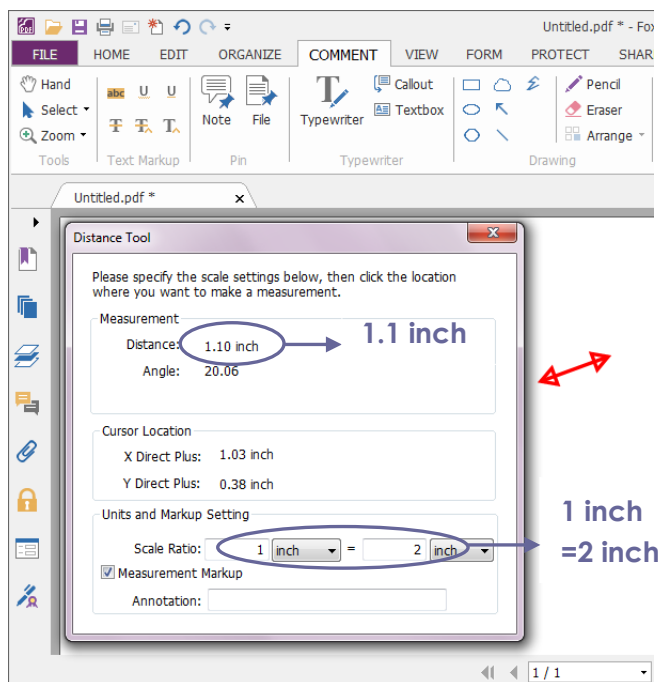 Untitled.pdf * - Fox
FILE HOME EDIT ORGANIZE COMMENT VIEW FORM PROTECT SHAR
Hand
Select
Zoom
Tools
abc U U
T T T
Text Markup
Note File
Pin
Typewriter
Callout
Textbox
Typewriter
Pencil
Eraser
Arrange
Drawing
Untitled.pdf * x
Distance Tool
Please specify the scale settings below, then click the location
where you want to make a measurement.
Measurement
Distance: 1.10 inch
1.1 inch
Angle: 20.06
Cursor Location
X Direct Plus: 1.03 inch
Y Direct Plus: 0.38 inch
Units and Markup Setting
Scale Ratio: 1 inch = 2 inch
1 inch
=2 inch
Measurement Markup
Annotation:
1 / 1